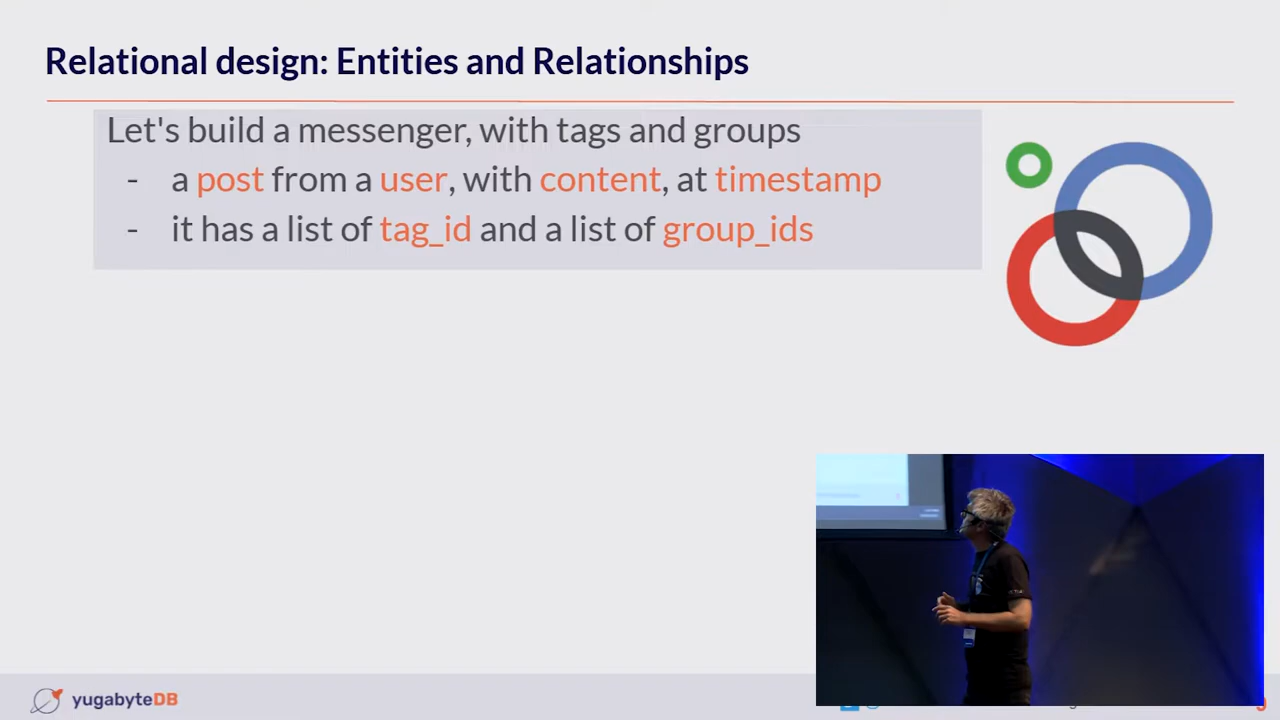 Relational design: Entities and Relationships
Let's build a messenger, with tags and groups
- a post from a user, with content, at timestamp
- it has a list of tag_id and a list of group_ids
yugabyteDB